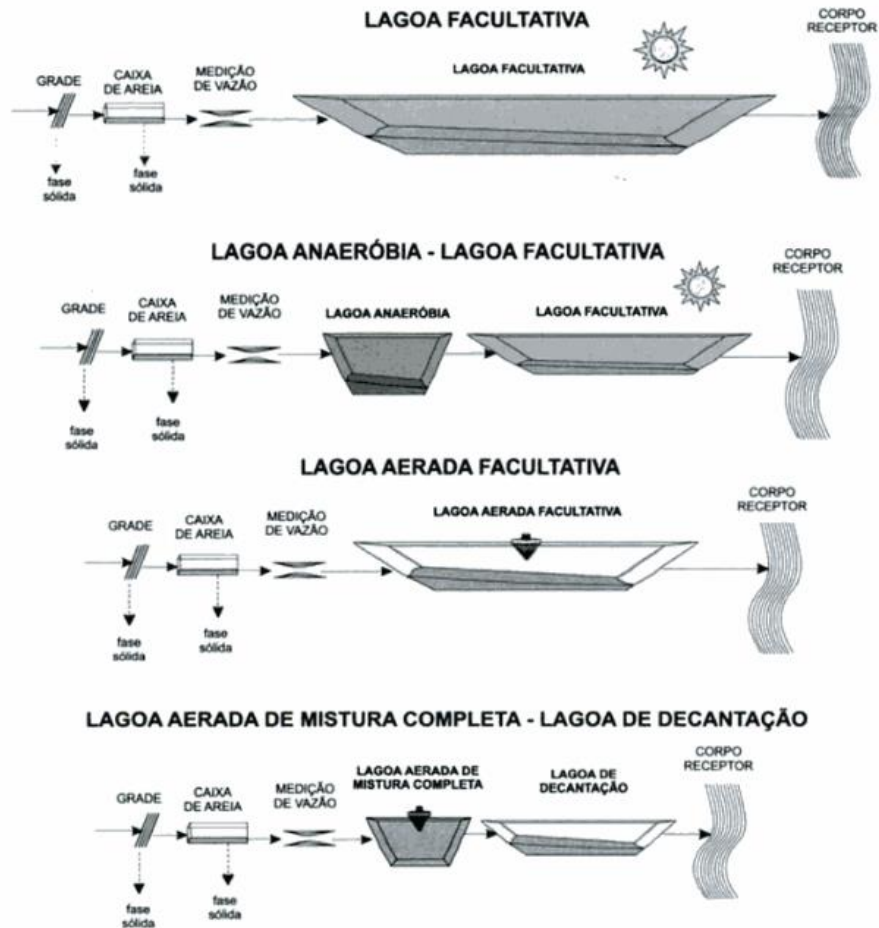 LAGOA FACULTATIVA
CORPO
RECEPTOR
GRADE
CAIXA
DE AREIA
MEDIÇÃO
DE VAZÃO
LAGOA FACULTATIVA
fase
sólida
fase
sólida
LAGOA ANAERÓBIA - LAGOA FACULTATIVA
CORPO
RECEPTOR
GRADE
CAIXA
DE AREIA
MEDIÇÃO
DE VAZÃO
LAGOA ANAERÓBIA
LAGOA FACULTATIVA
fase
sólida
fase
sólida
LAGOA AERADA FACULTATIVA
CORPO
RECEPTOR
GRADE
CAIXA
DE AREIA
MEDIÇÃO
DE VAZÃO
LAGOA AERADA FACULTATIVA
fase
sólida
fase
sólida
LAGOA AERADA DE MISTURA COMPLETA - LAGOA DE DECANTAÇÃO
CORPO
RECEPTOR
GRADE
CAIXA
DE AREIA
MEDIÇÃO
DE VAZÃO
LAGOA AERADA DE
MISTURA COMPLETA
LAGOA DE
DECANTAÇÃO
fase
sólida
fase
sólida